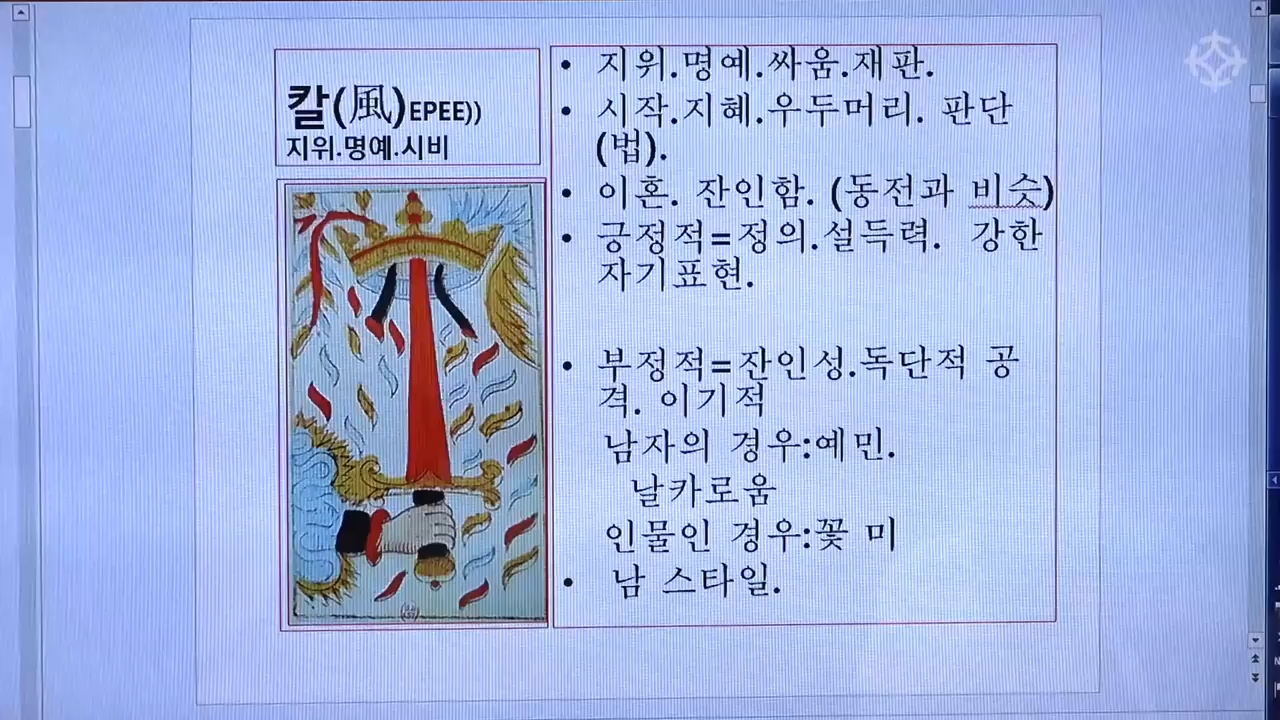 칼(風)EPEE))
지위.명예.시비
• 지위.명예.싸움.재판.
• 시작.지혜.우두머리. 판단
(법).
• 이혼. 잔인함. (동전과 비슷)
• 긍정적=정의.설득력. 강한
자기표현.
• 부정적=잔인성.독단적 공
격. 이기적
남자의 경우:예민.
날카로움
인물인 경우:꽃 미
• 남 스타일.